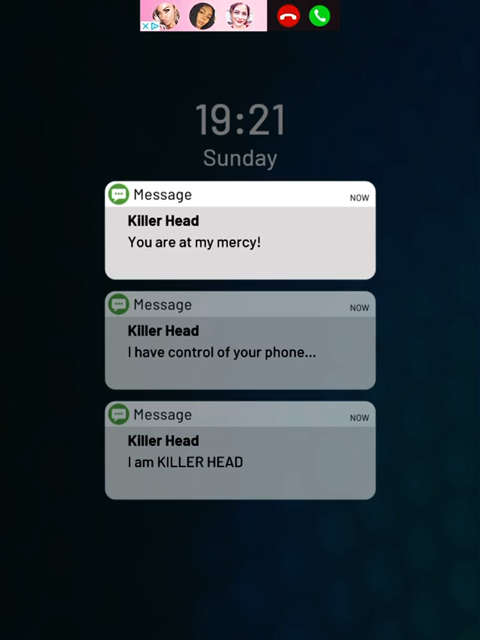 19:21
Sunday
Message
NOW
Killer Head
You are at my mercy!
Message
NOW
Killer Head
I have control of your phone...
Message
NOW
Killer Head
I am KILLER HEAD